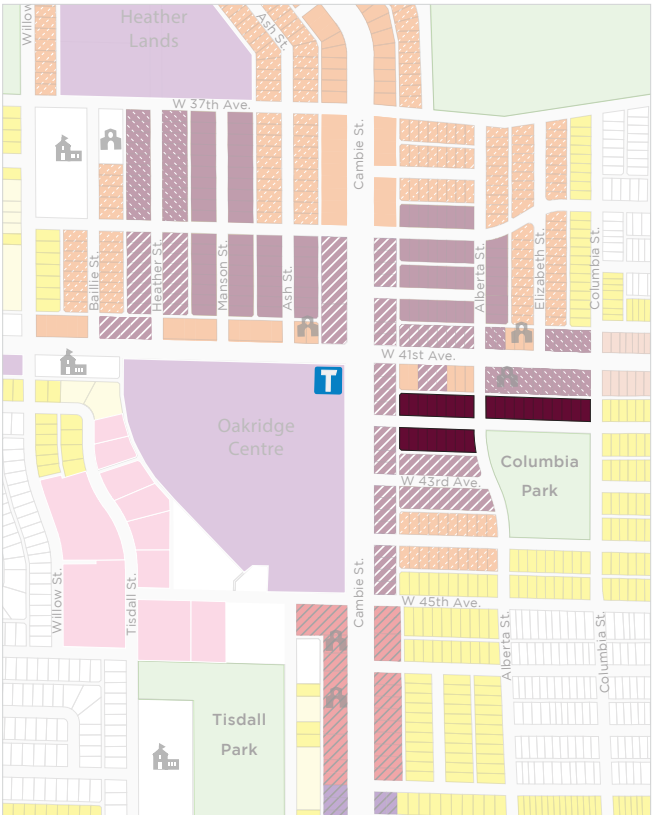 Willow
Heather
Lands
Ash St.
W 37th Ave.
Cambie St.
Baillie St.
Heather St.
Manson St.
Ash St.
Alberta St.
Elizabeth St.
Columbia St.
W 41st Ave.
T
Oakridge
Centre
Columbia
Park
W 43rd Ave.
Willow St.
Tisdall St.
Cambie St.
W 45th Ave.
Alberta St.
Columbia St.
Tisdall
Park